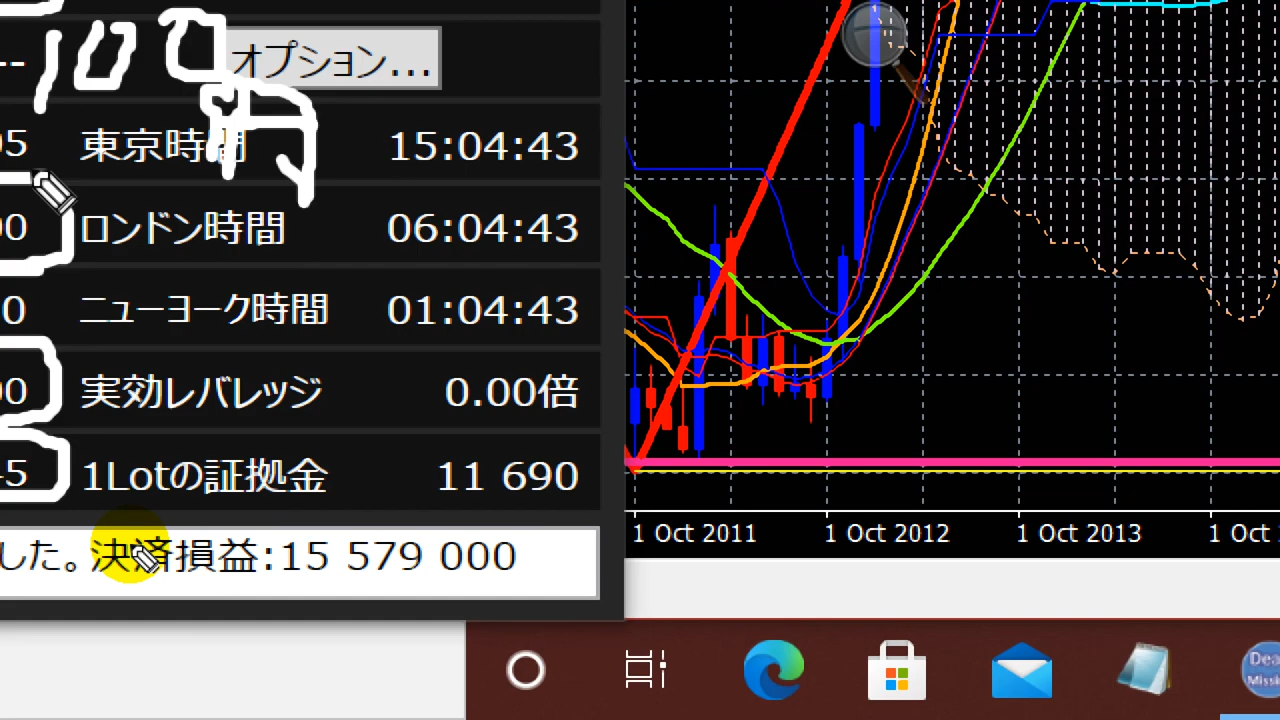 100円
オプション...
東京時間 15:04:43
ロンドン時間 06:04:43
ニューヨーク時間 01:04:43
実効レバレッジ 0.00倍
1Lotの証拠金 11 690
した。決済損益:15 579 000
1 Oct 2011 1 Oct 2012 1 Oct 2013 1 Oct